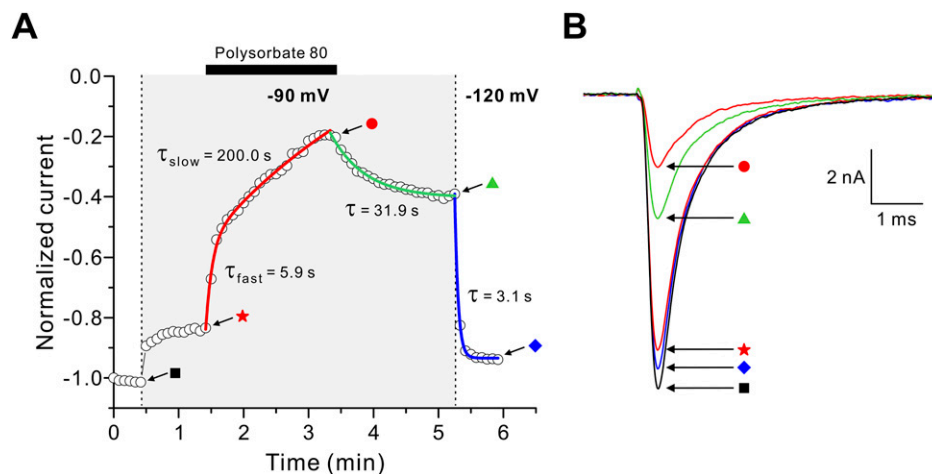 A
B
Polysorbate 80
-90 mV
-120 mV
0.0
-0.2
-0.4
-0.6
-0.8
-1.0
Normalized current
τslow = 200.0 s
τ = 31.9 s
τfast = 5.9 s
τ = 3.1 s
0 1 2 3 4 5 6
Time (min)
2 nA
1 ms